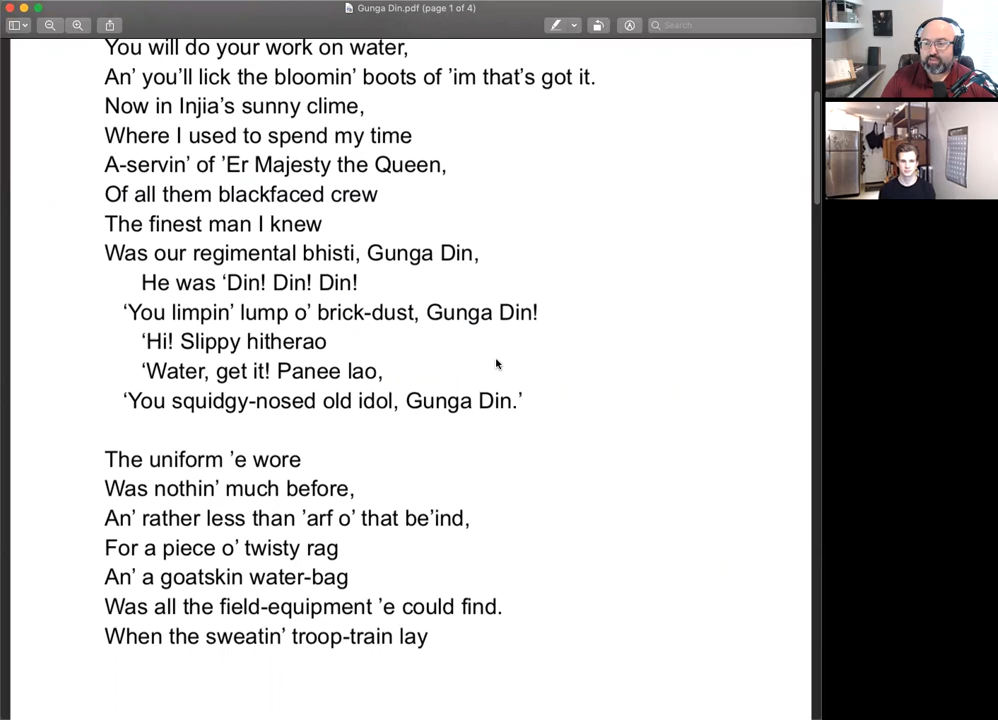 Gunga Din.pdf (page 1 of 4)
Search
You will do your work on water,
An’ you’ll lick the bloomin’ boots of ’im that’s got it.
Now in Injia’s sunny clime,
Where I used to spend my time
A-servin’ of ’Er Majesty the Queen,
Of all them blackfaced crew
The finest man I knew
Was our regimental bhisti, Gunga Din,
He was ‘Din! Din! Din!
‘You limpin’ lump o’ brick-dust, Gunga Din!
‘Hi! Slippy hitherao
‘Water, get it! Panee lao,
‘You squidgy-nosed old idol, Gunga Din.’
The uniform ’e wore
Was nothin’ much before,
An’ rather less than ’arf o’ that be’ind,
For a piece o’ twisty rag
An’ a goatskin water-bag
Was all the field-equipment ’e could find.
When the sweatin’ troop-train lay